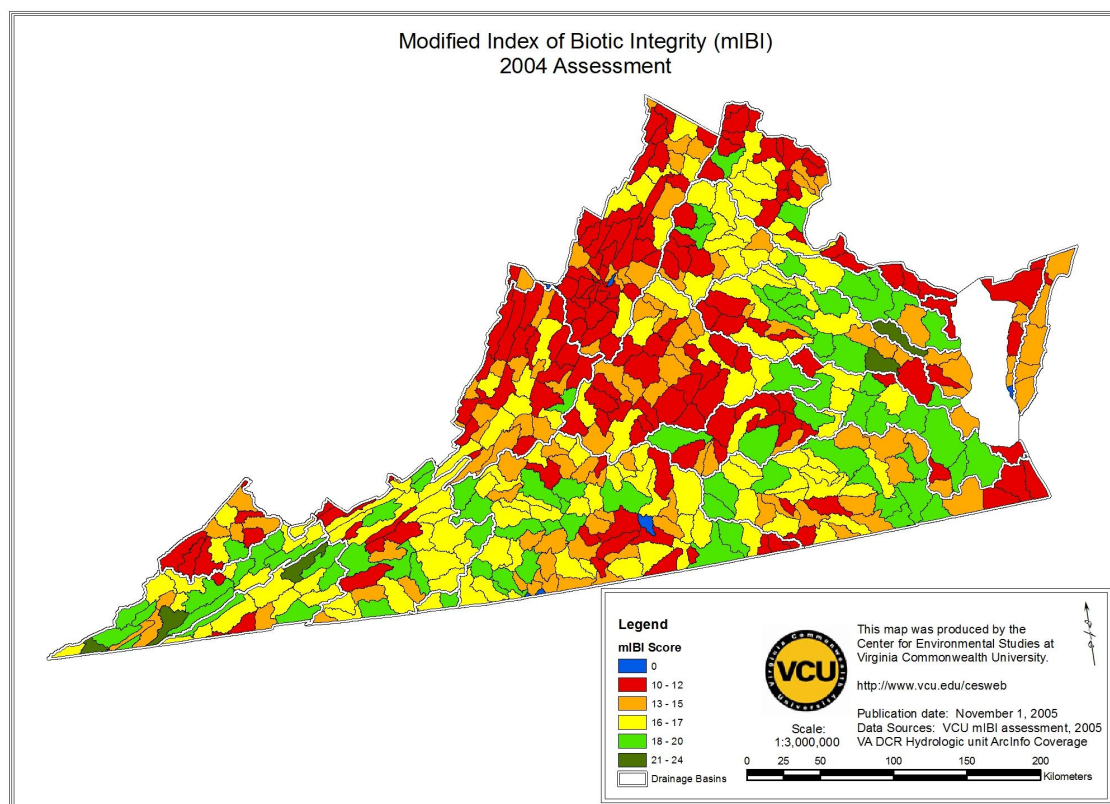 Modified Index of Biotic Integrity (mIBI)
2004 Assessment
Legend
mIBI Score
0
10 - 12
13 - 15
16 - 17
18 - 20
21 - 24
Drainage Basins
Virginia Commonwealth
VCU
University
Scale:
1:3,000,000
This map was produced by the
Center for Environmental Studies at
Virginia Commonwealth University.
http://www.vcu.edu/cesweb
Publication date: November 1, 2005
Data Sources: VCU mIBI assessment, 2005
VA DCR Hydrologic unit ArcInfo Coverage
0 25 50 100 150 200
Kilometers